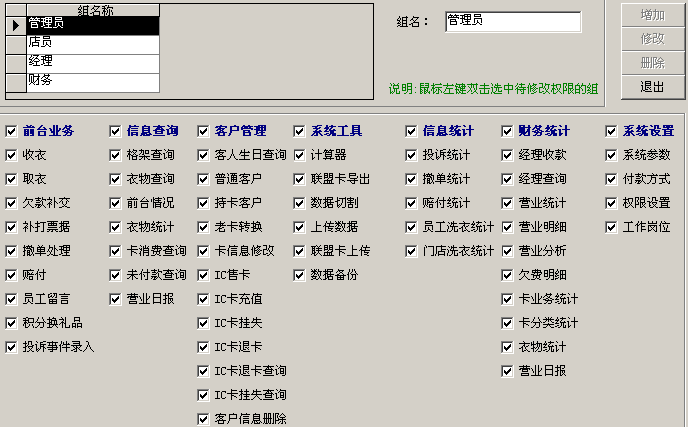 组名称
管理员
店员
经理
财务
组名： 管理员
说明:鼠标左键双击选中待修改权限的组
增加
修改
删除
退出
前台业务 信息查询 客户管理 系统工具 信息统计 财务统计 系统设置
收衣 格架查询 客人生日查询 计算器 投诉统计 经理收款 系统参数
取衣 衣物查询 普通客户 联盟卡导出 撤单统计 经理查询 付款方式
欠款补交 前台情况 持卡客户 数据切割 赔付统计 营业统计 权限设置
补打票据 衣物统计 老卡转换 上传数据 员工洗衣统计 营业明细 工作岗位
撤单处理 卡消费查询 卡信息修改 联盟卡上传 门店洗衣统计 营业分析
赔付 未付款查询 IC售卡 数据备份 欠费明细
员工留言 营业日报 IC卡充值 卡业务统计
积分换礼品 IC卡挂失 卡分类统计
投诉事件录入 IC卡退卡 衣物统计
IC卡退卡查询 营业日报
IC卡挂失查询
客户信息删除